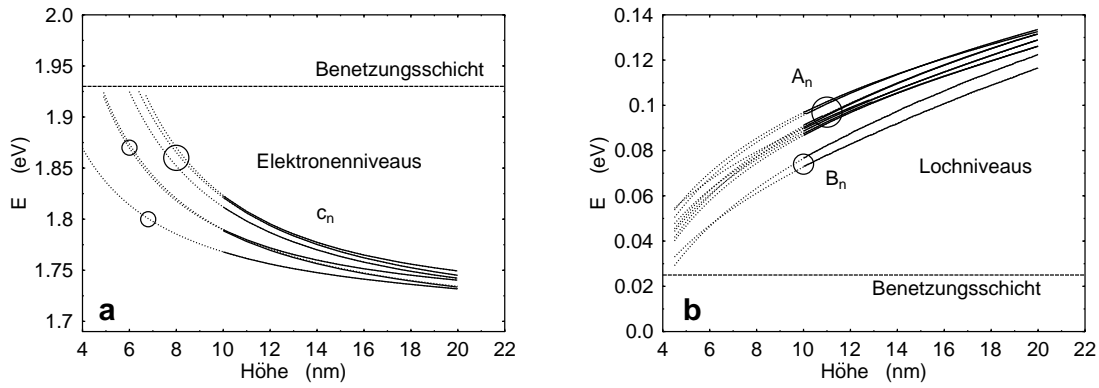 2.0
1.95
1.9
1.85
1.8
1.75
1.7
E (eV)
Benetzungsschicht
Elektronenniveaus
cn
a
4 6 8 10 12 14 16 18 20 22
Höhe (nm)
0.14
0.12
0.1
0.08
0.06
0.04
0.02
0.0
E (eV)
An
Bn
Lochniveaus
Benetzungsschicht
b
4 6 8 10 12 14 16 18 20 22
Höhe (nm)